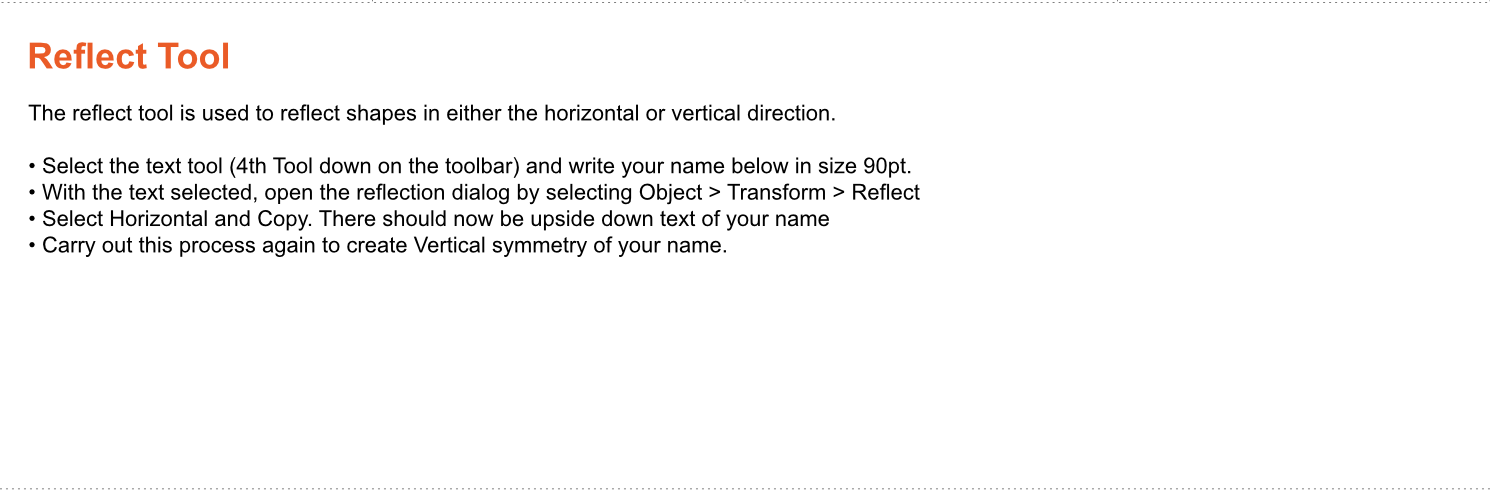 Reflect Tool
The reflect tool is used to reflect shapes in either the horizontal or vertical direction.
• Select the text tool (4th Tool down on the toolbar) and write your name below in size 90pt.
• With the text selected, open the reflection dialog by selecting Object > Transform > Reflect
• Select Horizontal and Copy. There should now be upside down text of your name
• Carry out this process again to create Vertical symmetry of your name.